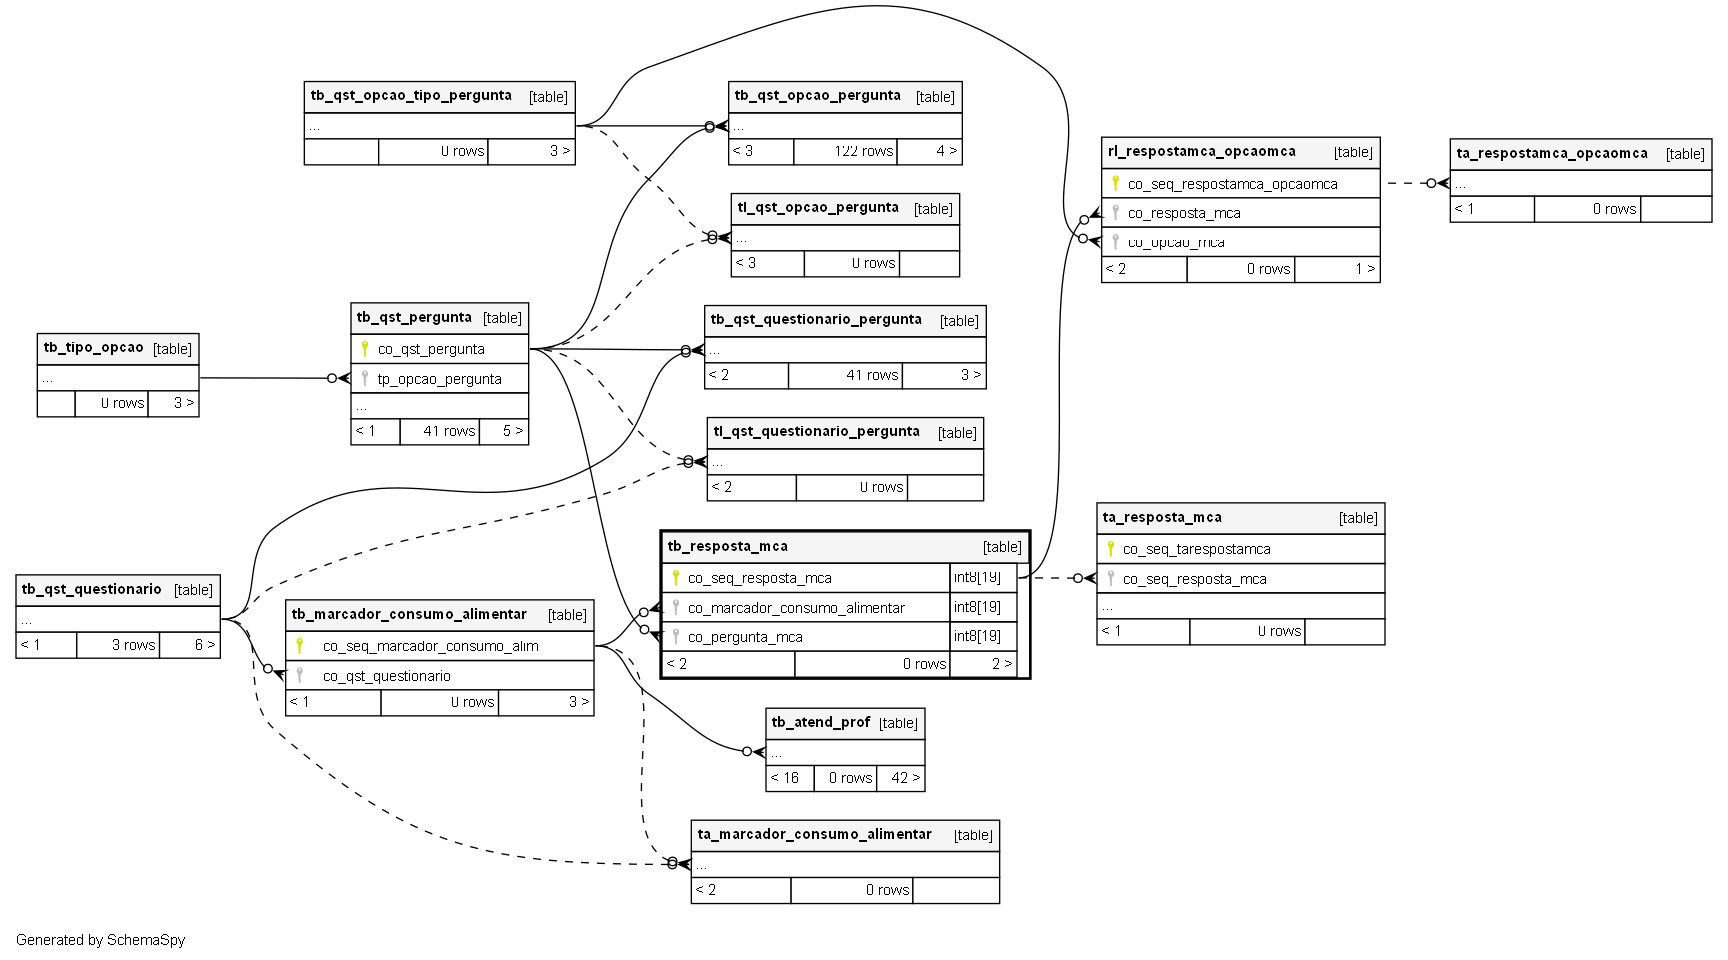 tb_qst_opcao_tipo_pergunta [table]
...
0 rows 3 >
tb_qst_opcao_pergunta [table]
...
< 3 122 rows 4 >
rl_respostamca_opcaomca [table]
co_seq_respostamca_opcaomca
co_resposta_mca
co_opcao_mca
< 2 0 rows 1 >
ta_respostamca_opcaomca [table]
...
< 1 0 rows
tl_qst_opcao_pergunta [table]
...
< 3 0 rows
tb_tipo_opcao [table]
...
0 rows 3 >
tb_qst_pergunta [table]
co_qst_pergunta
tp_opcao_pergunta
...
< 1 41 rows 5 >
tb_qst_questionario_pergunta [table]
...
< 2 41 rows 3 >
tl_qst_questionario_pergunta [table]
...
< 2 0 rows
tb_resposta_mca [table]
co_seq_resposta_mca int8[19]
co_marcador_consumo_alimentar int8[19]
co_pergunta_mca int8[19]
< 2 0 rows 2 >
ta_resposta_mca [table]
co_seq_tarespostamca
co_seq_resposta_mca
...
< 1 0 rows
tb_qst_questionario [table]
...
< 1 3 rows 6 >
tb_marcador_consumo_alimentar [table]
co_seq_marcador_consumo_alim
co_qst_questionario
< 1 0 rows 3 >
tb_atend_prof [table]
...
< 16 0 rows 42 >
ta_marcador_consumo_alimentar [table]
...
< 2 0 rows
Generated by SchemaSpy